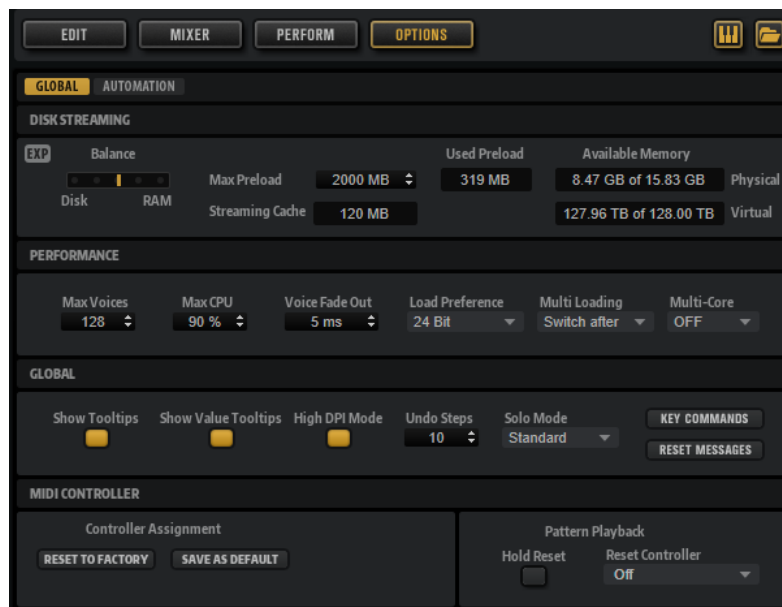 EDIT MIXER PERFORM OPTIONS
GLOBAL AUTOMATION
DISK STREAMING
EXP Balance Used Preload Available Memory
Max Preload 2000 MB 319 MB 8.47 GB of 15.83 GB Physical
Disk RAM Streaming Cache 120 MB 127.96 TB of 128.00 TB Virtual
PERFORMANCE
Max Voices Max CPU Voice Fade Out Load Preference Multi Loading Multi-Core
128 90 % 5 ms 24 Bit Switch after OFF
GLOBAL
Show Tooltips Show Value Tooltips High DPI Mode Undo Steps Solo Mode KEY COMMANDS
10 Standard
RESET MESSAGES
MIDI CONTROLLER
Controller Assignment Pattern Playback
RESET TO FACTORY SAVE AS DEFAULT Hold Reset Reset Controller
Off